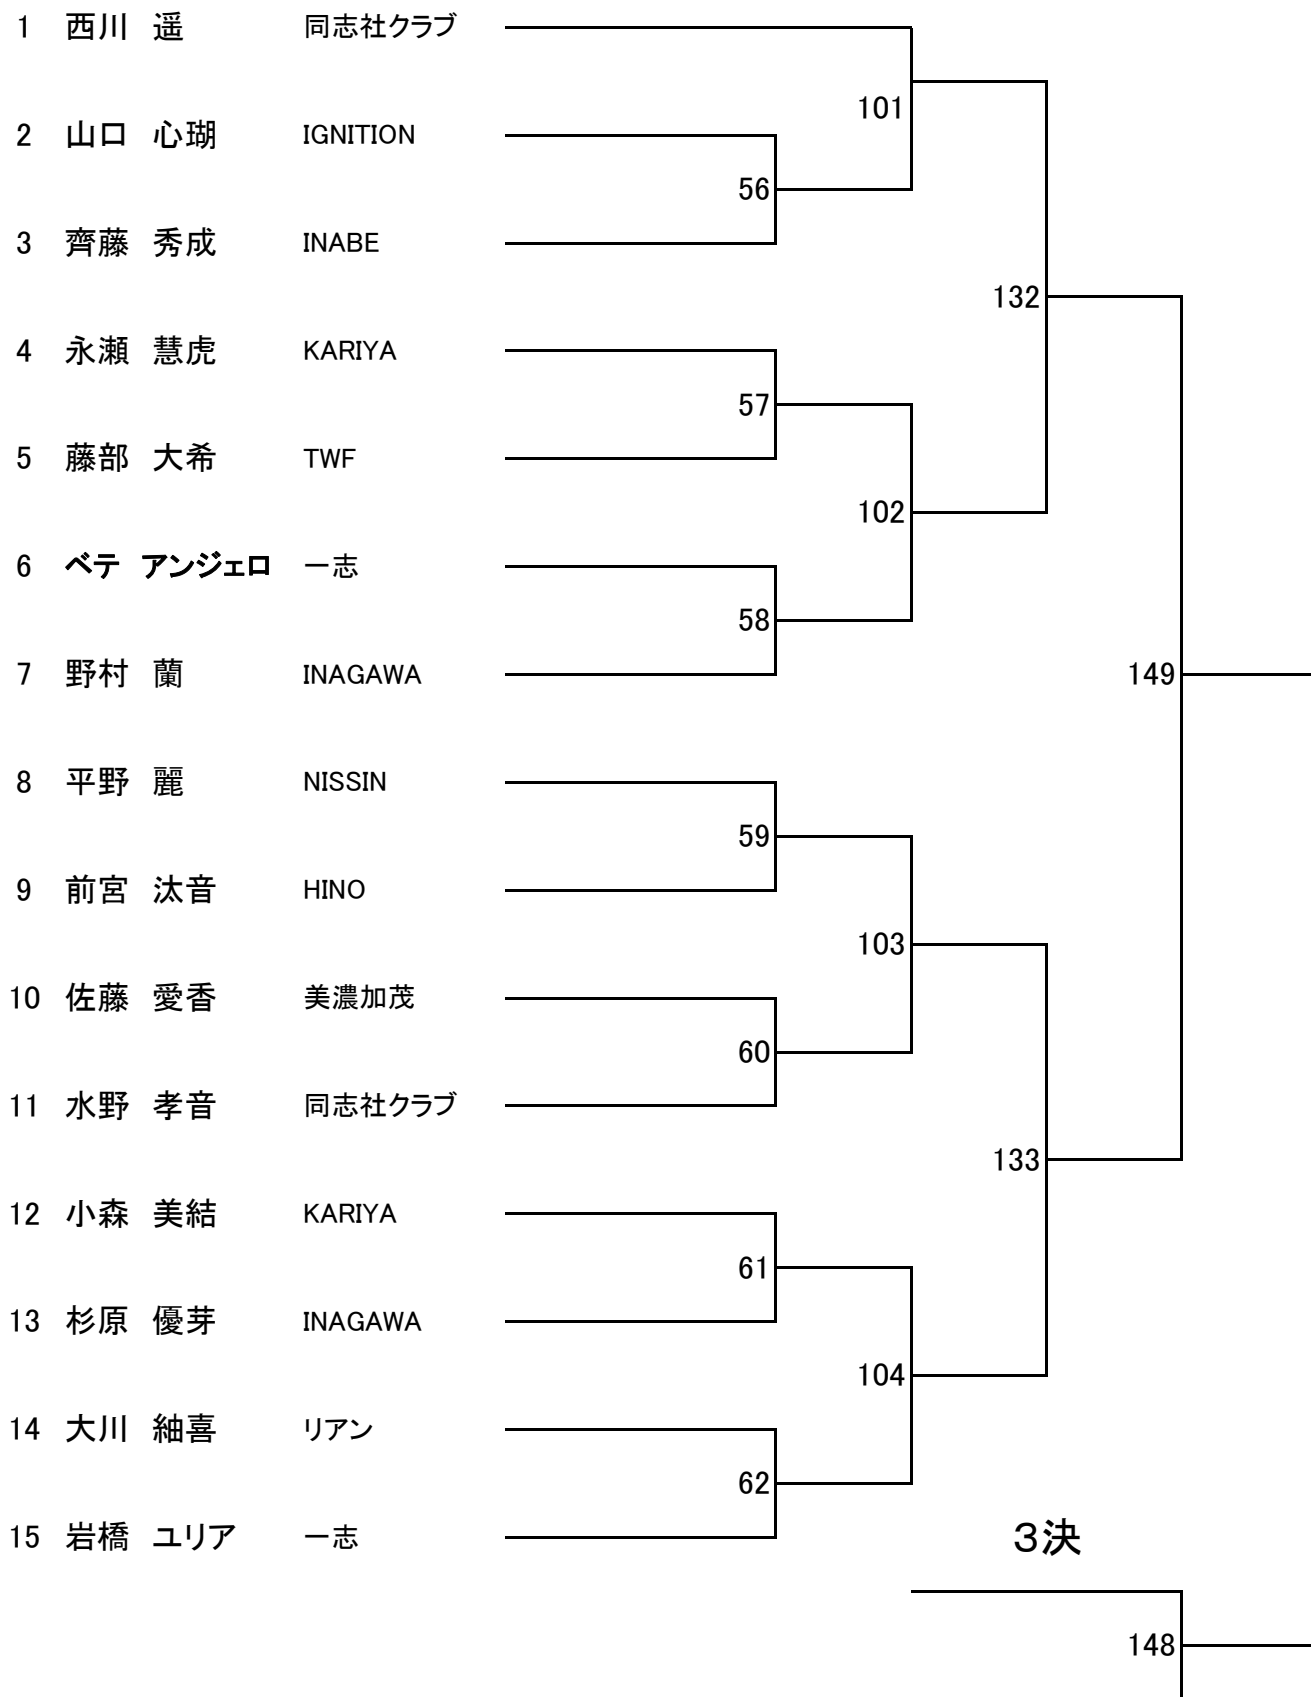 1 西川 遥 同志社クラブ
101
2 山口 心瑚 IGNITION
56
3 齊藤 秀成 INABE
132
4 永瀬 慧虎 KARIYA
57
5 藤部 大希 TWF
102
6 ベテ アンジェロ 一志
58
7 野村 蘭 INAGAWA 149
8 平野 麗 NISSIN
59
9 前宮 汰音 HINO
103
10 佐藤 愛香 美濃加茂
60
11 水野 孝音 同志社クラブ
133
12 小森 美結 KARIYA
61
13 杉原 優芽 INAGAWA
104
14 大川 紬喜 リアン
62
15 岩橋 ユリア 一志 3決
148